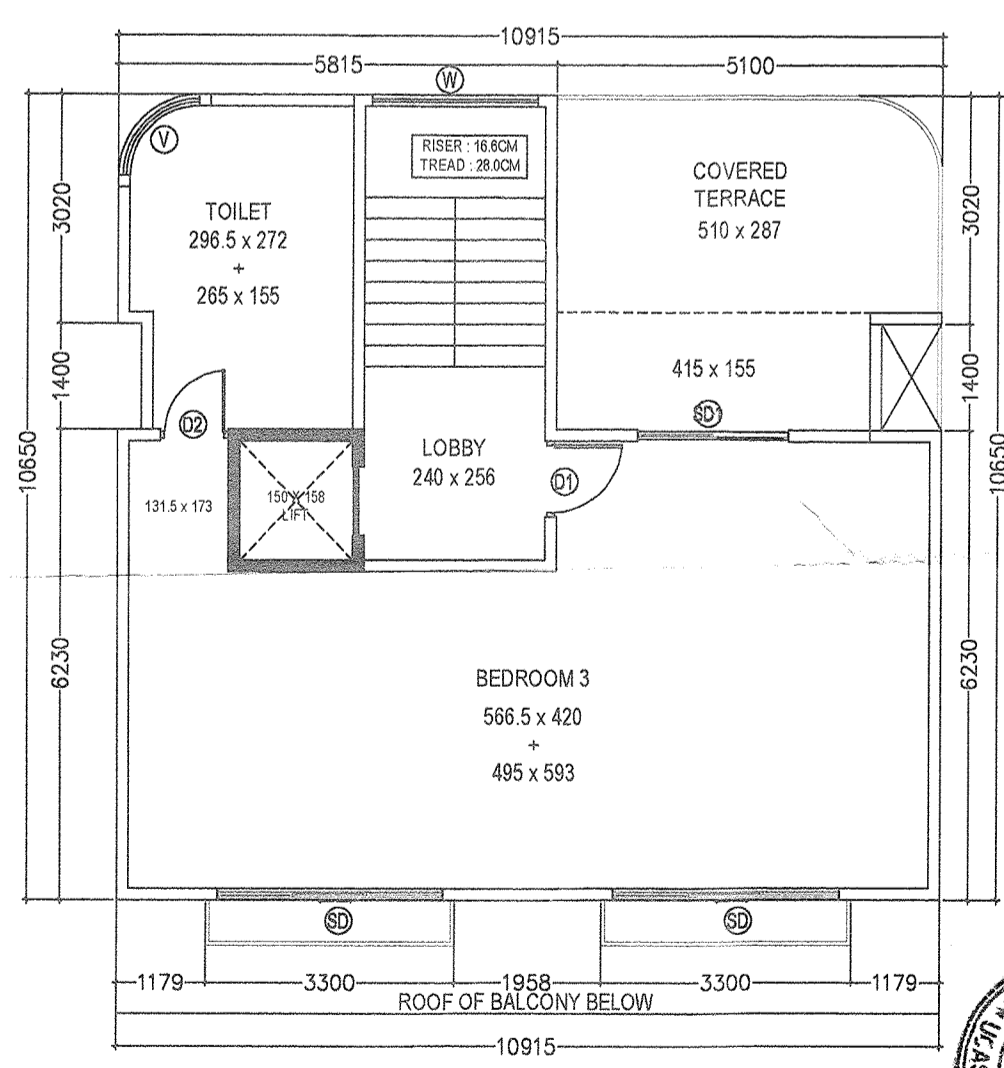 10915
5815
5100
W
V
RISER : 16.6CM
TREAD : 28.0CM
COVERED
TERRACE
510 x 287
TOILET
296.5 x 272
+
265 x 155
3020
3020
1400
1400
415 x 155
SD1
D2
LOBBY
240 x 256
D1
10650
10650
131.5 x 173
150 X 158
LIFT
6230
6230
BEDROOM 3
566.5 x 420
+
495 x 593
SD
SD
1179
3300
1958
3300
1179
ROOF OF BALCONY BELOW
10915